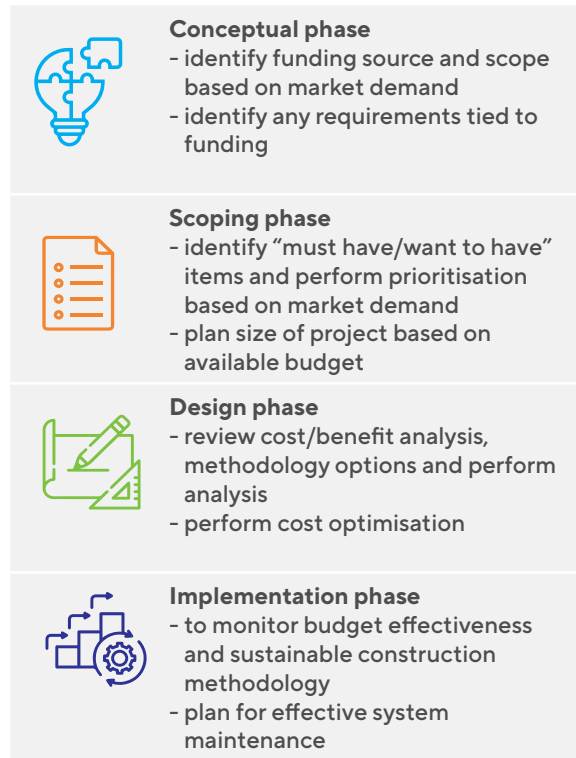 Conceptual phase
- identify funding source and scope
based on market demand
- identify any requirements tied to
funding
Scoping phase
- identify “must have/want to have”
items and perform prioritisation
based on market demand
- plan size of project based on
available budget
Design phase
- review cost/benefit analysis,
methodology options and perform
analysis
- perform cost optimisation
Implementation phase
- to monitor budget effectiveness
and sustainable construction
methodology
- plan for effective system
maintenance